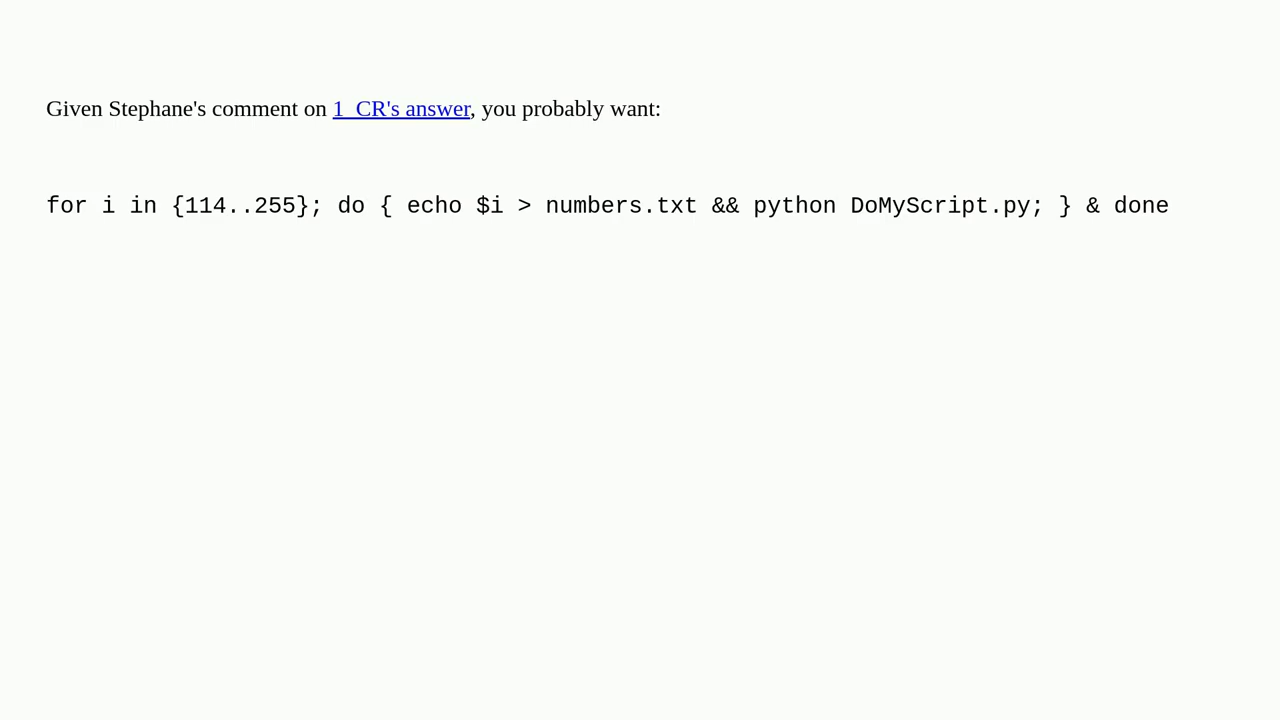 Given Stephane's comment on 1_CR's answer, you probably want:
for i in {114..255}; do { echo $i > numbers.txt && python DoMyScript.py; } & done